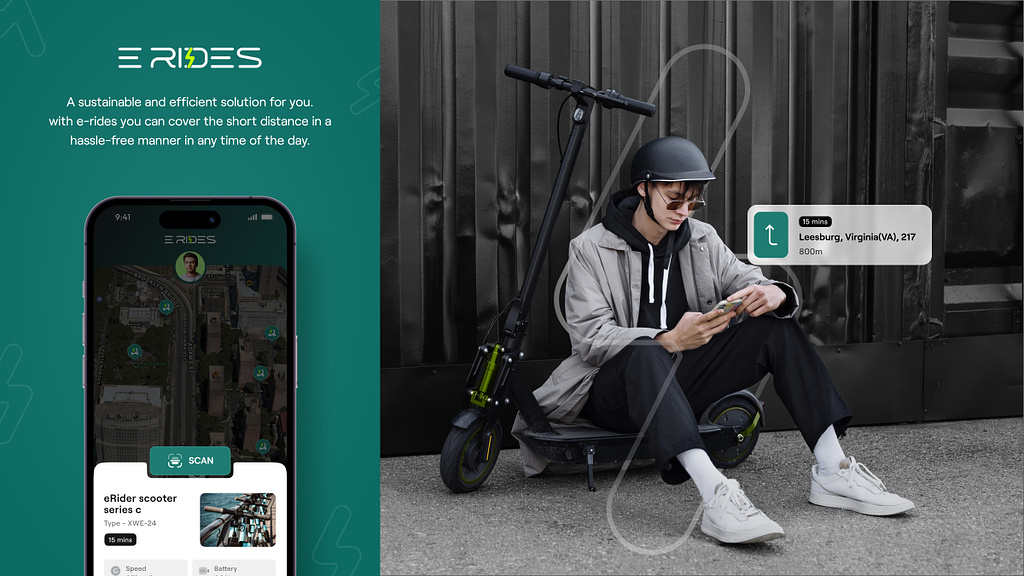 E RIDES
A sustainable and efficient solution for you.
with e-rides you can cover the short distance in a
hassle-free manner in any time of the day.
9:41
E RIDES
SCAN
eRider scooter
series c
Type - XWE-24
15 mins
Speed
Battery
15 mins
Leesburg, Virginia(VA), 217
800m